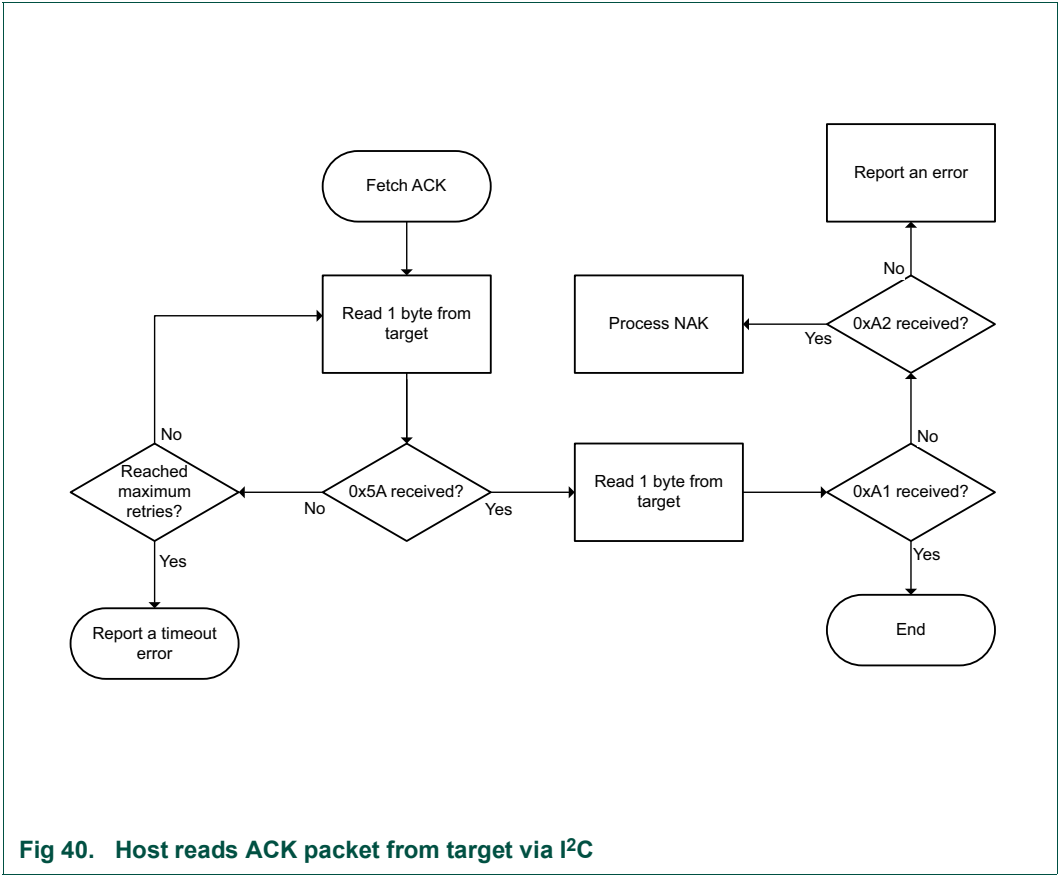 Fetch ACK
Read 1 byte from
target
0x5A received?
No
Yes
Reached
maximum
retries?
No
Yes
Report a timeout
error
Read 1 byte from
target
0xA1 received?
No
Yes
End
0xA2 received?
No
Yes
Report an error
Process NAK
Fig 40. Host reads ACK packet from target via I²C